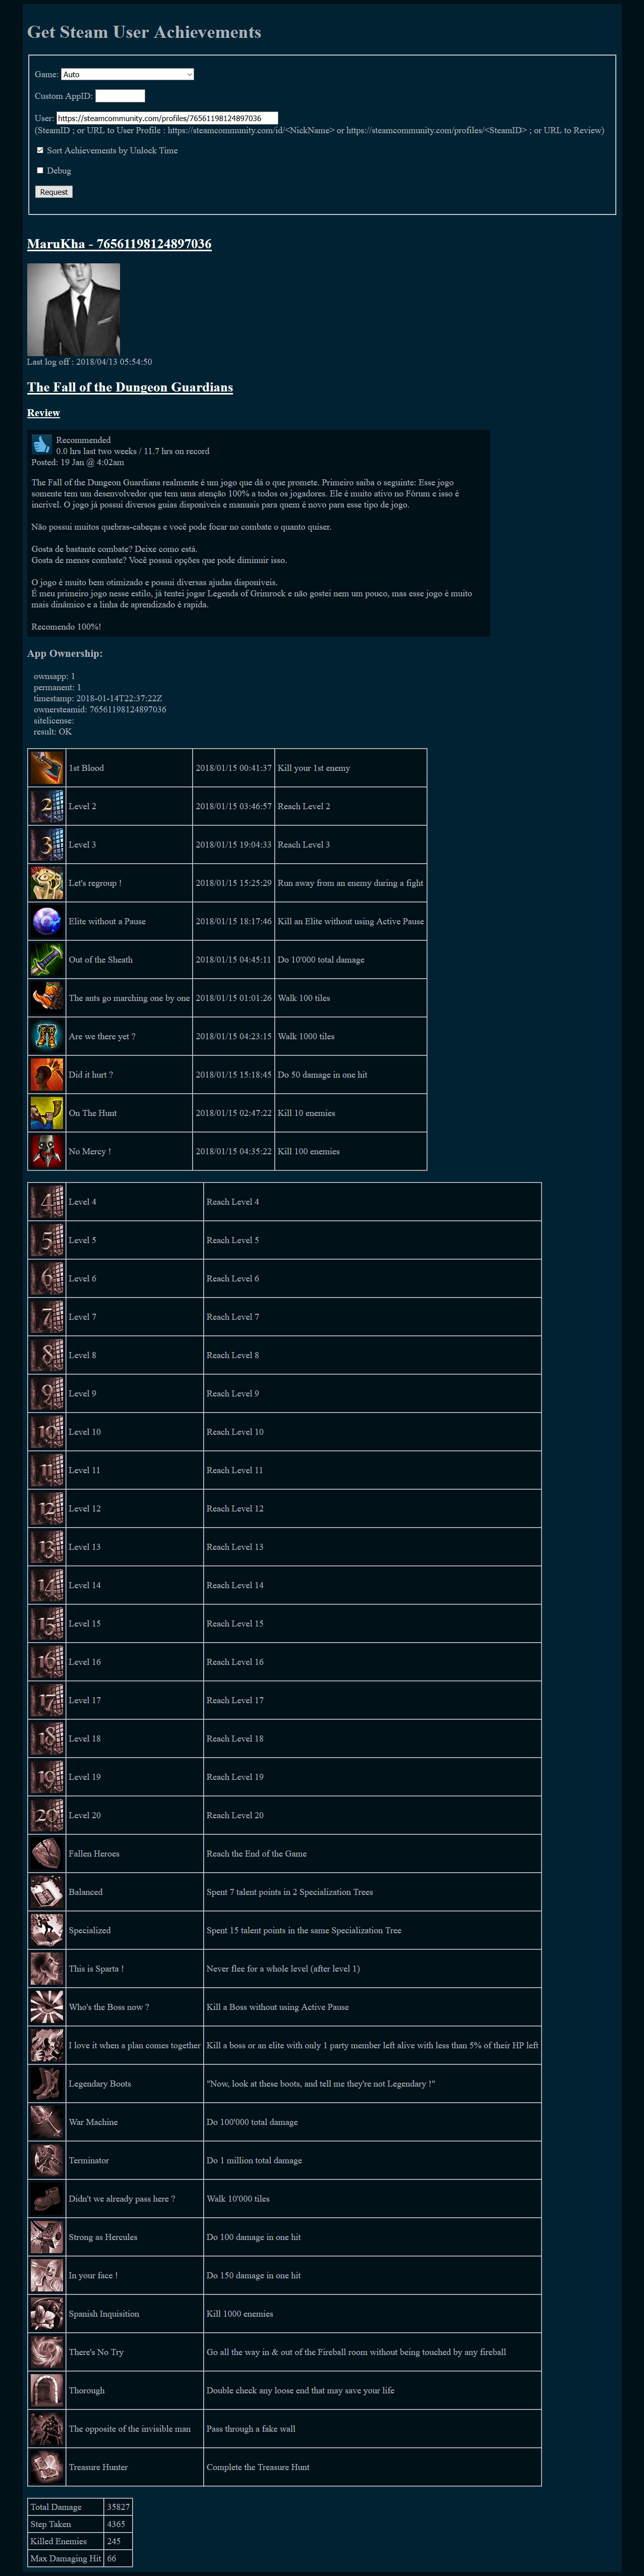 Get Steam User Achievements
Game: Auto
Custom AppID:
User: https://steamcommunity.com/profiles/76561198124897036
(SteamID ; or URL to User Profile : https://steamcommunity.com/id/<NickName> or https://steamcommunity.com/profiles/<SteamID> ; or URL to Review)
Sort Achievements by Unlock Time
Debug
Request
MaruKha - 76561198124897036
Last log off : 2018/04/13 05:54:50
The Fall of the Dungeon Guardians
Review
Recommended
0.0 hrs last two weeks / 11.7 hrs on record
Posted: 19 Jan @ 4:02am
The Fall of the Dungeon Guardians realmente é um jogo que dá o que promete. Primeiro saiba o seguinte: Esse jogo
somente tem um desenvolvedor que tem uma atenção 100% a todos os jogadores. Ele é muito ativo no Fórum e isso é
incrivel. O jogo já possui diversos guias disponíveis e manuais para quem é novo para esse tipo de jogo.
Não possui muitos quebras-cabeças e você pode focar no combate o quanto quiser.
Gosta de bastante combate? Deixe como está.
Gosta de menos combate? Você possui opções que pode diminuir isso.
O jogo é muito bem otimizado e possui diversas ajudas disponíveis.
É meu primeiro jogo nesse estilo, já tentei jogar Legends of Grimrock e não gostei nem um pouco, mas esse jogo é muito
mais dinâmico e a linha de aprendizado é rapida.
Recomendo 100%!
App Ownership:
ownsapp: 1
permanent: 1
timestamp: 2018-01-14T22:37:22Z
ownersteamid: 76561198124897036
sitelicense:
result: OK
1st Blood 2018/01/15 00:41:37 Kill your 1st enemy
2 Level 2 2018/01/15 03:46:57 Reach Level 2
3 Level 3 2018/01/15 19:04:33 Reach Level 3
Let's regroup ! 2018/01/15 15:25:29 Run away from an enemy during a fight
Elite without a Pause 2018/01/15 18:17:46 Kill an Elite without using Active Pause
Out of the Sheath 2018/01/15 04:45:11 Do 10'000 total damage
The ants go marching one by one 2018/01/15 01:01:26 Walk 100 tiles
Are we there yet ? 2018/01/15 04:23:15 Walk 1000 tiles
Did it hurt ? 2018/01/15 15:18:45 Do 50 damage in one hit
On The Hunt 2018/01/15 02:47:22 Kill 10 enemies
No Mercy ! 2018/01/15 04:35:22 Kill 100 enemies
4 Level 4 Reach Level 4
5 Level 5 Reach Level 5
6 Level 6 Reach Level 6
7 Level 7 Reach Level 7
8 Level 8 Reach Level 8
9 Level 9 Reach Level 9
10 Level 10 Reach Level 10
11 Level 11 Reach Level 11
12 Level 12 Reach Level 12
13 Level 13 Reach Level 13
14 Level 14 Reach Level 14
15 Level 15 Reach Level 15
16 Level 16 Reach Level 16
17 Level 17 Reach Level 17
18 Level 18 Reach Level 18
19 Level 19 Reach Level 19
20 Level 20 Reach Level 20
Fallen Heroes Reach the End of the Game
Balanced Spent 7 talent points in 2 Specialization Trees
Specialized Spent 15 talent points in the same Specialization Tree
This is Sparta ! Never flee for a whole level (after level 1)
Who's the Boss now ? Kill a Boss without using Active Pause
I love it when a plan comes together Kill a boss or an elite with only 1 party member left alive with less than 5% of their HP left
Legendary Boots "Now, look at these boots, and tell me they're not Legendary !"
War Machine Do 100'000 total damage
Terminator Do 1 million total damage
Didn't we already pass here ? Walk 10'000 tiles
Strong as Hercules Do 100 damage in one hit
In your face ! Do 150 damage in one hit
Spanish Inquisition Kill 1000 enemies
There's No Try Go all the way in & out of the Fireball room without being touched by any fireball
Thorough Double check any loose end that may save your life
The opposite of the invisible man Pass through a fake wall
Treasure Hunter Complete the Treasure Hunt
Total Damage 35827
Step Taken 4365
Killed Enemies 245
Max Damaging Hit 66